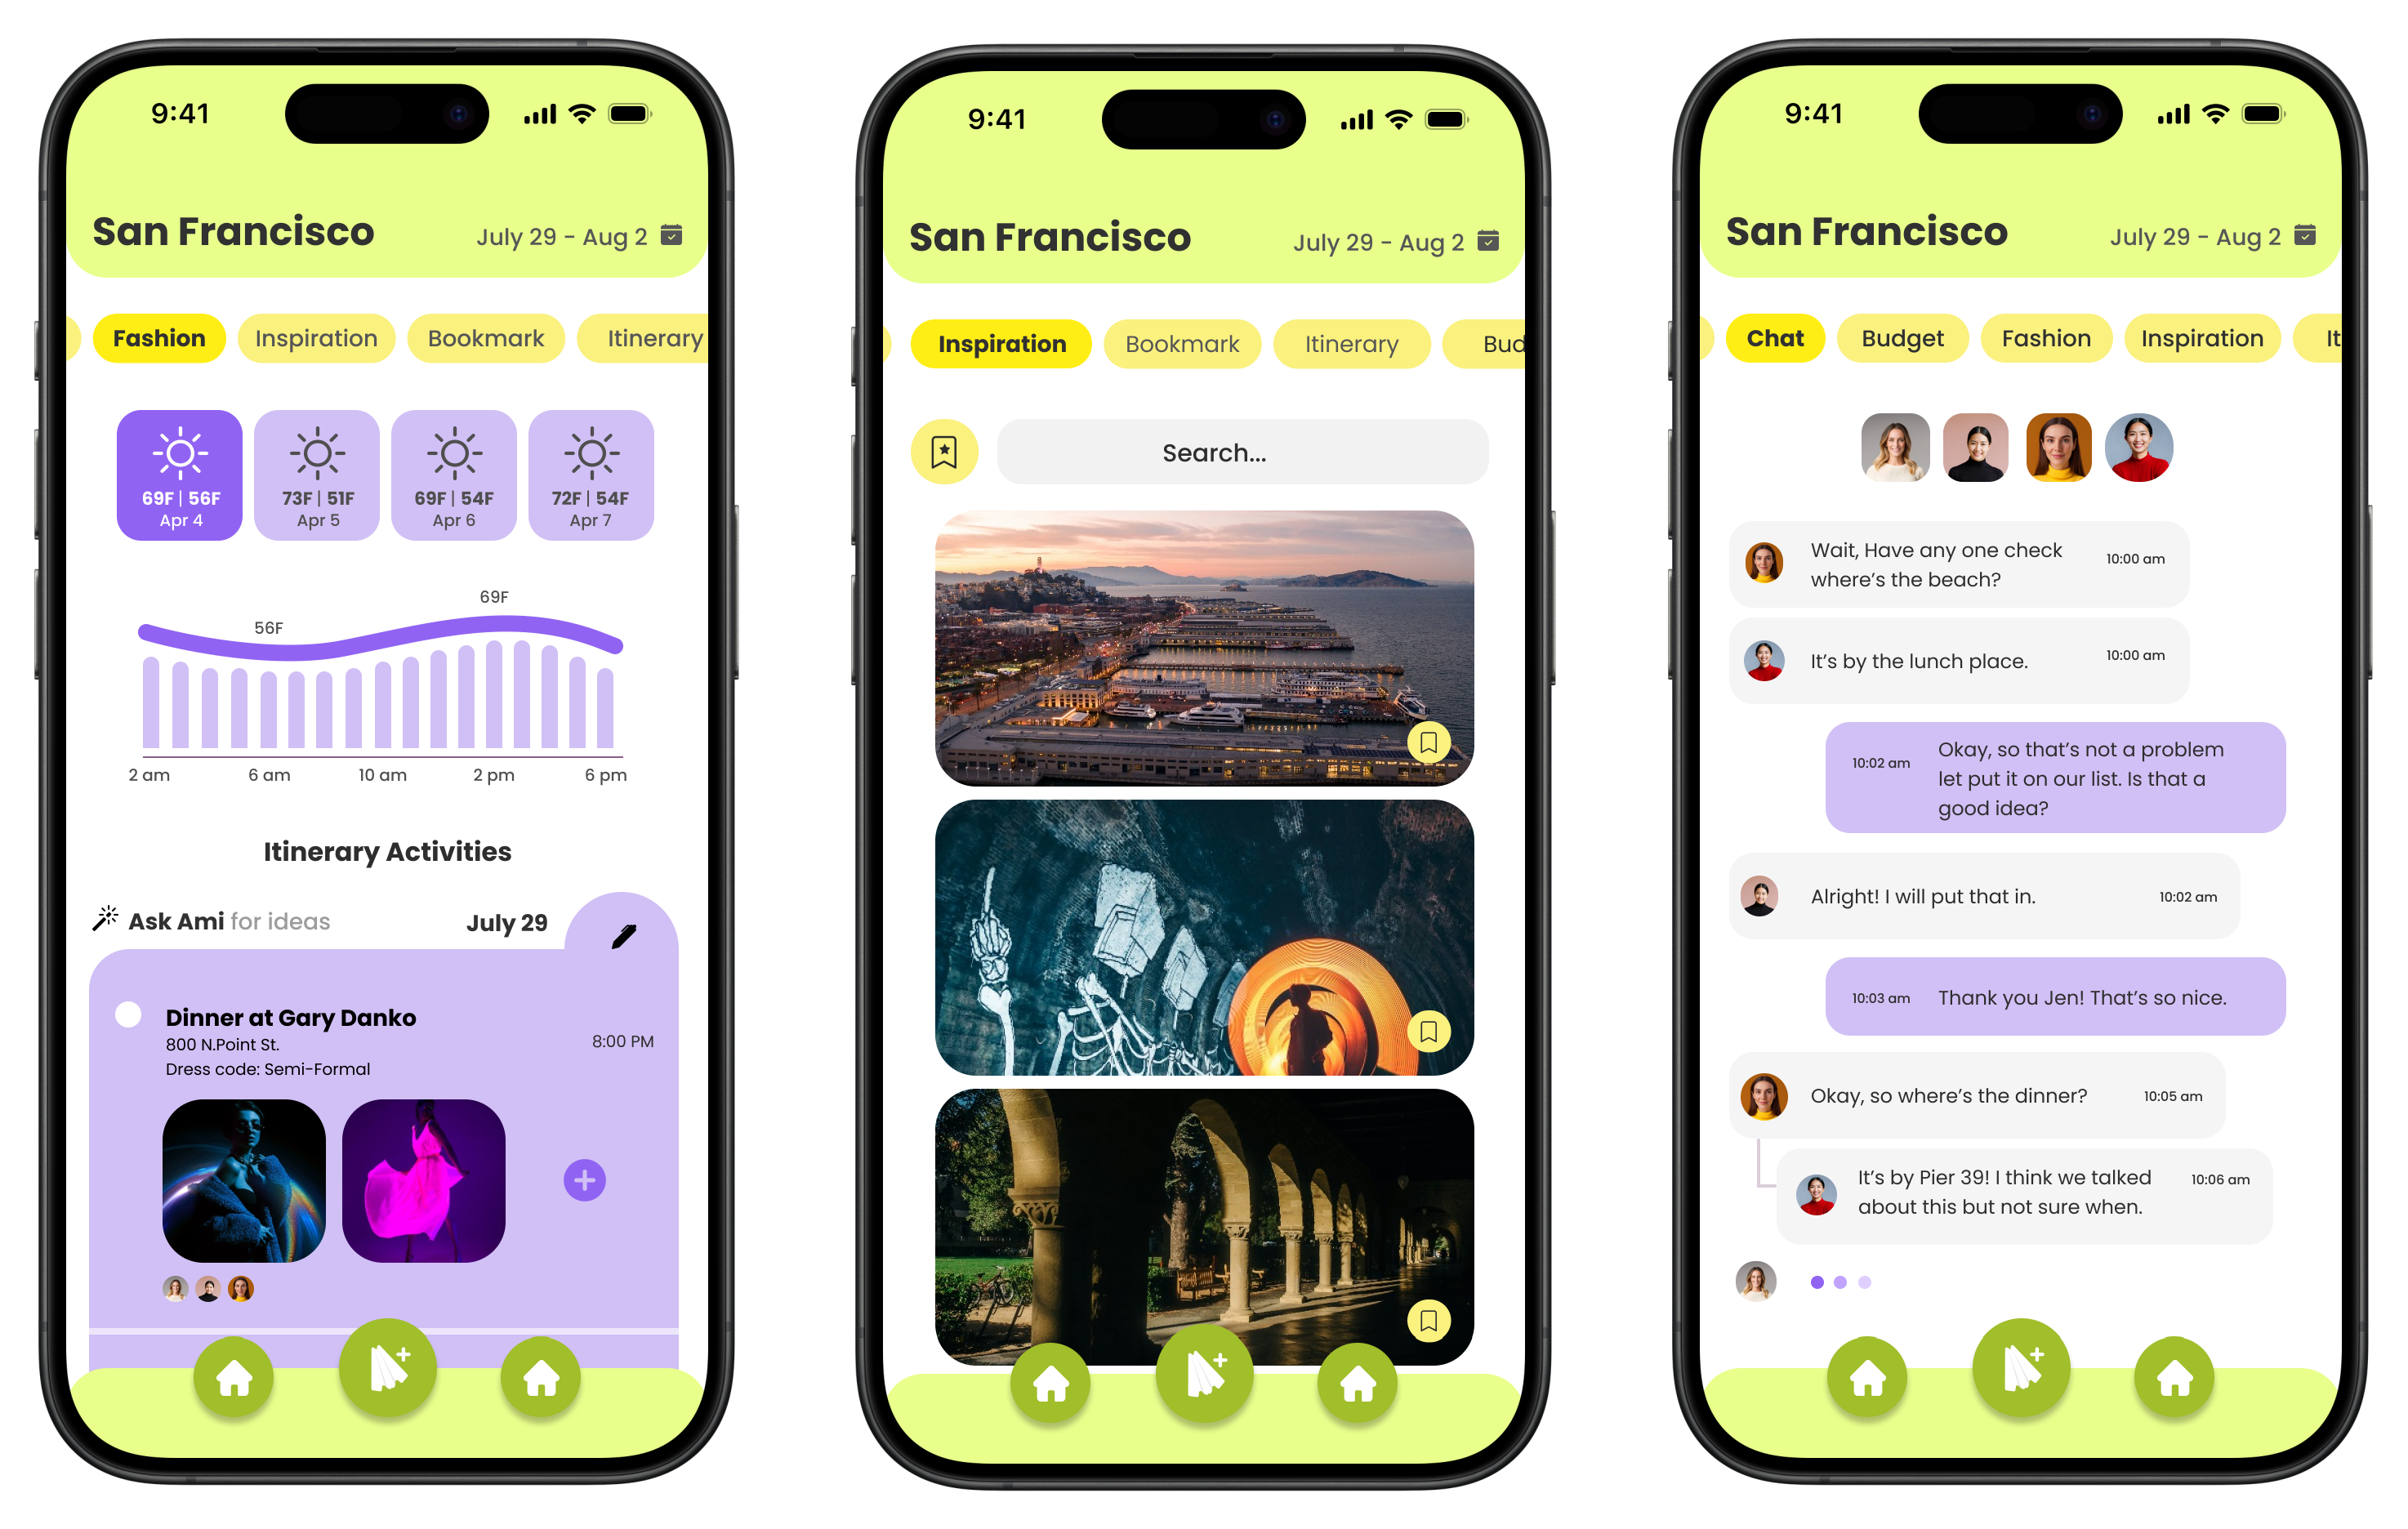 9:41
San Francisco
July 29 - Aug 2
Fashion
Inspiration
Bookmark
Itinerary
69F | 56F
Apr 4
73F | 51F
Apr 5
69F | 54F
Apr 6
72F | 54F
Apr 7
69F
56F
2 am
6 am
10 am
2 pm
6 pm
Itinerary Activities
Ask Ami for ideas
July 29
Dinner at Gary Danko
800 N.Point St.
8:00 PM
Dress code: Semi-Formal
9:41
San Francisco
July 29 - Aug 2
Inspiration
Bookmark
Itinerary
Bud
Search...
9:41
San Francisco
July 29 - Aug 2
Chat
Budget
Fashion
Inspiration
It
Wait, Have any one check
where's the beach?
10:00 am
It's by the lunch place.
10:00 am
10:02 am
Okay, so that's not a problem
let put it on our list. Is that a
good idea?
Alright! I will put that in.
10:02 am
10:03 am
Thank you Jen! That's so nice.
Okay, so where's the dinner?
10:05 am
It's by Pier 39! I think we talked
about this but not sure when.
10:06 am